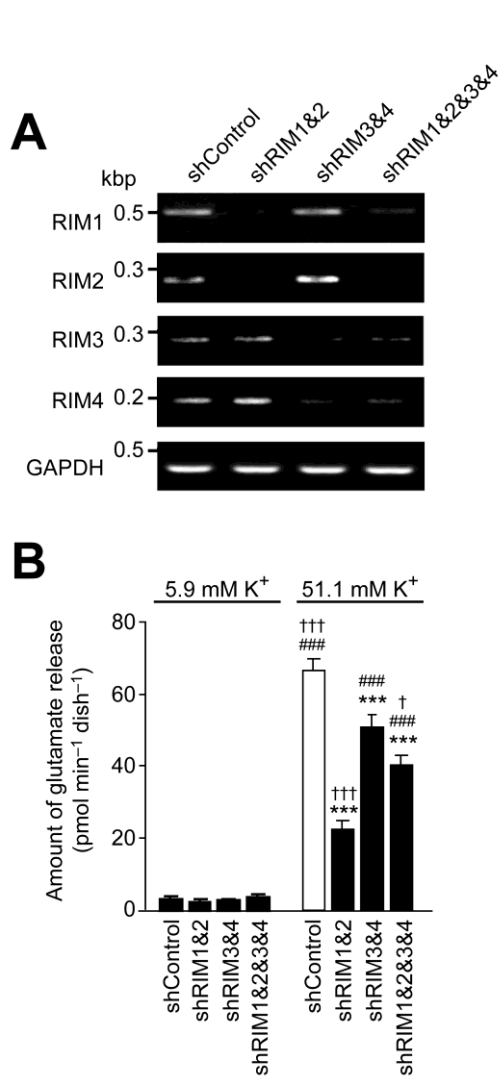 A
shControl
shRIM1&2
shRIM3&4
shRIM1&2&3&4
kbp
RIM1 0.5
RIM2 0.3
RIM3 0.3
RIM4 0.2
GAPDH 0.5
B
5.9 mM K⁺ 51.1 mM K⁺
Amount of glutamate release
(pmol min⁻¹ dish⁻¹)
80
60
40
20
0
†††
###
†††
***
###
***
†
###
***
shControl
shRIM1&2
shRIM3&4
shRIM1&2&3&4
shControl
shRIM1&2
shRIM3&4
shRIM1&2&3&4